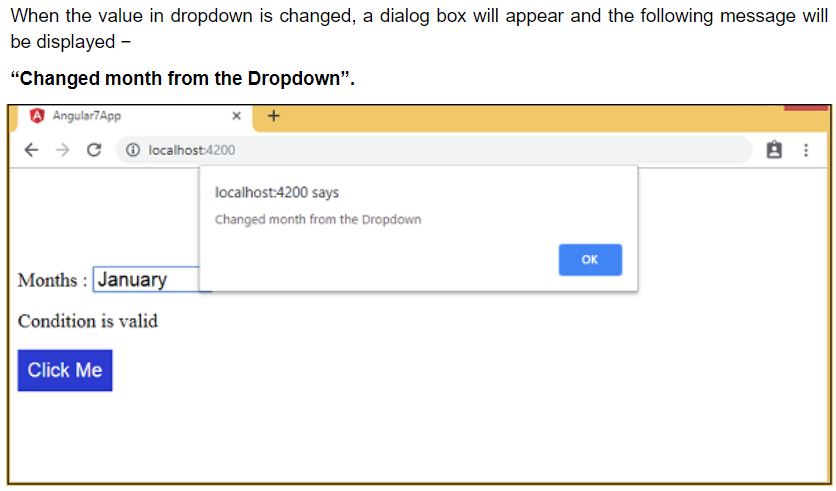 When the value in dropdown is changed, a dialog box will appear and the following message will
be displayed −
“Changed month from the Dropdown”.
Angular7App
localhost:4200
localhost:4200 says
Changed month from the Dropdown
OK
Months : January
Condition is valid
Click Me